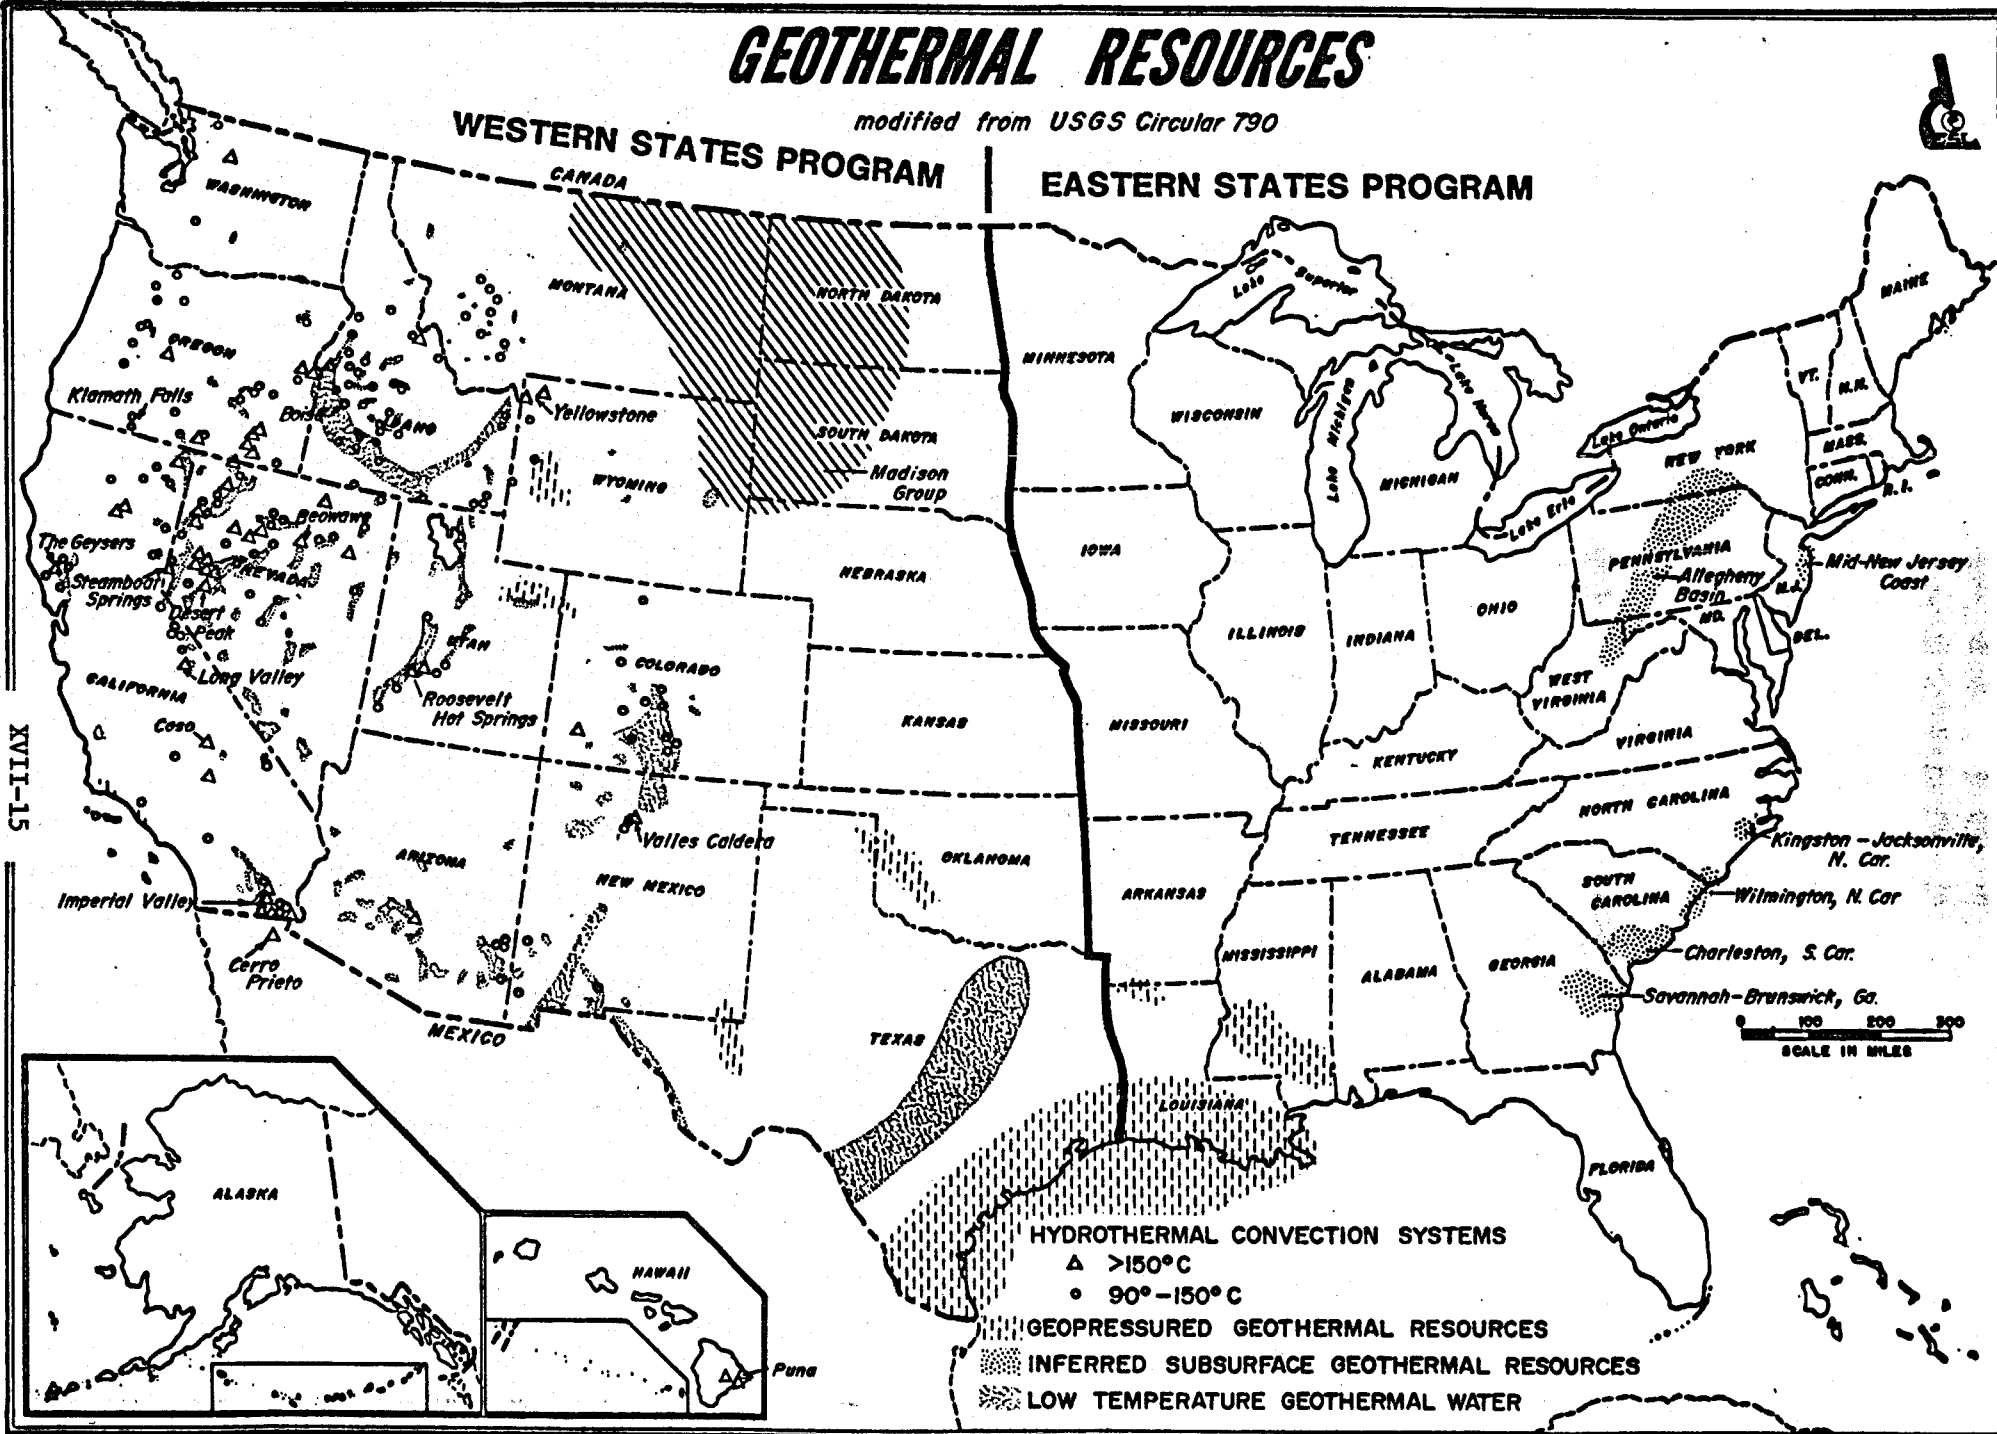 GEOTHERMAL RESOURCES
modified from USGS Circular 790
WESTERN STATES PROGRAM
EASTERN STATES PROGRAM
CANADA
WASHINGTON
MONTANA
NORTH DAKOTA
MINNESOTA
Lake Superior
MAINE
OREGON
Klamath Falls
Boise
IDAHO
Yellowstone
WYOMING
SOUTH DAKOTA
Madison
Group
WISCONSIN
Lake Michigan
Lake Huron
MICHIGAN
Lake Ontario
Lake Erie
NEW YORK
VT.
N.H.
MASS.
CONN.
R.I.
The Geysers
Beowawe
Steamboat
Springs
NEVADA
Desert
Peak
Long Valley
CALIFORNIA
Coso
UTAH
Roosevelt
Hot Springs
COLORADO
NEBRASKA
IOWA
KANSAS
MISSOURI
ILLINOIS
INDIANA
OHIO
PENNSYLVANIA
Allegheny
Basin
N.J.
Mid-New Jersey
Coast
MD.
DEL.
WEST
VIRGINIA
VIRGINIA
KENTUCKY
TENNESSEE
NORTH CAROLINA
Kingston - Jacksonville,
N. Car.
SOUTH
CAROLINA
Wilmington, N. Car
Charleston, S. Car.
GEORGIA
Savannah-Brunswick, Ga.
0 100 200 300
SCALE IN MILES
XVII-15
Imperial Valley
Cerro
Prieto
ARIZONA
NEW MEXICO
Valles Caldera
OKLAHOMA
ARKANSAS
MISSISSIPPI
ALABAMA
MEXICO
TEXAS
LOUISIANA
FLORIDA
ALASKA
HAWAII
Puna
HYDROTHERMAL CONVECTION SYSTEMS
>150°C
90°-150°C
GEOPRESSURED GEOTHERMAL RESOURCES
INFERRED SUBSURFACE GEOTHERMAL RESOURCES
LOW TEMPERATURE GEOTHERMAL WATER